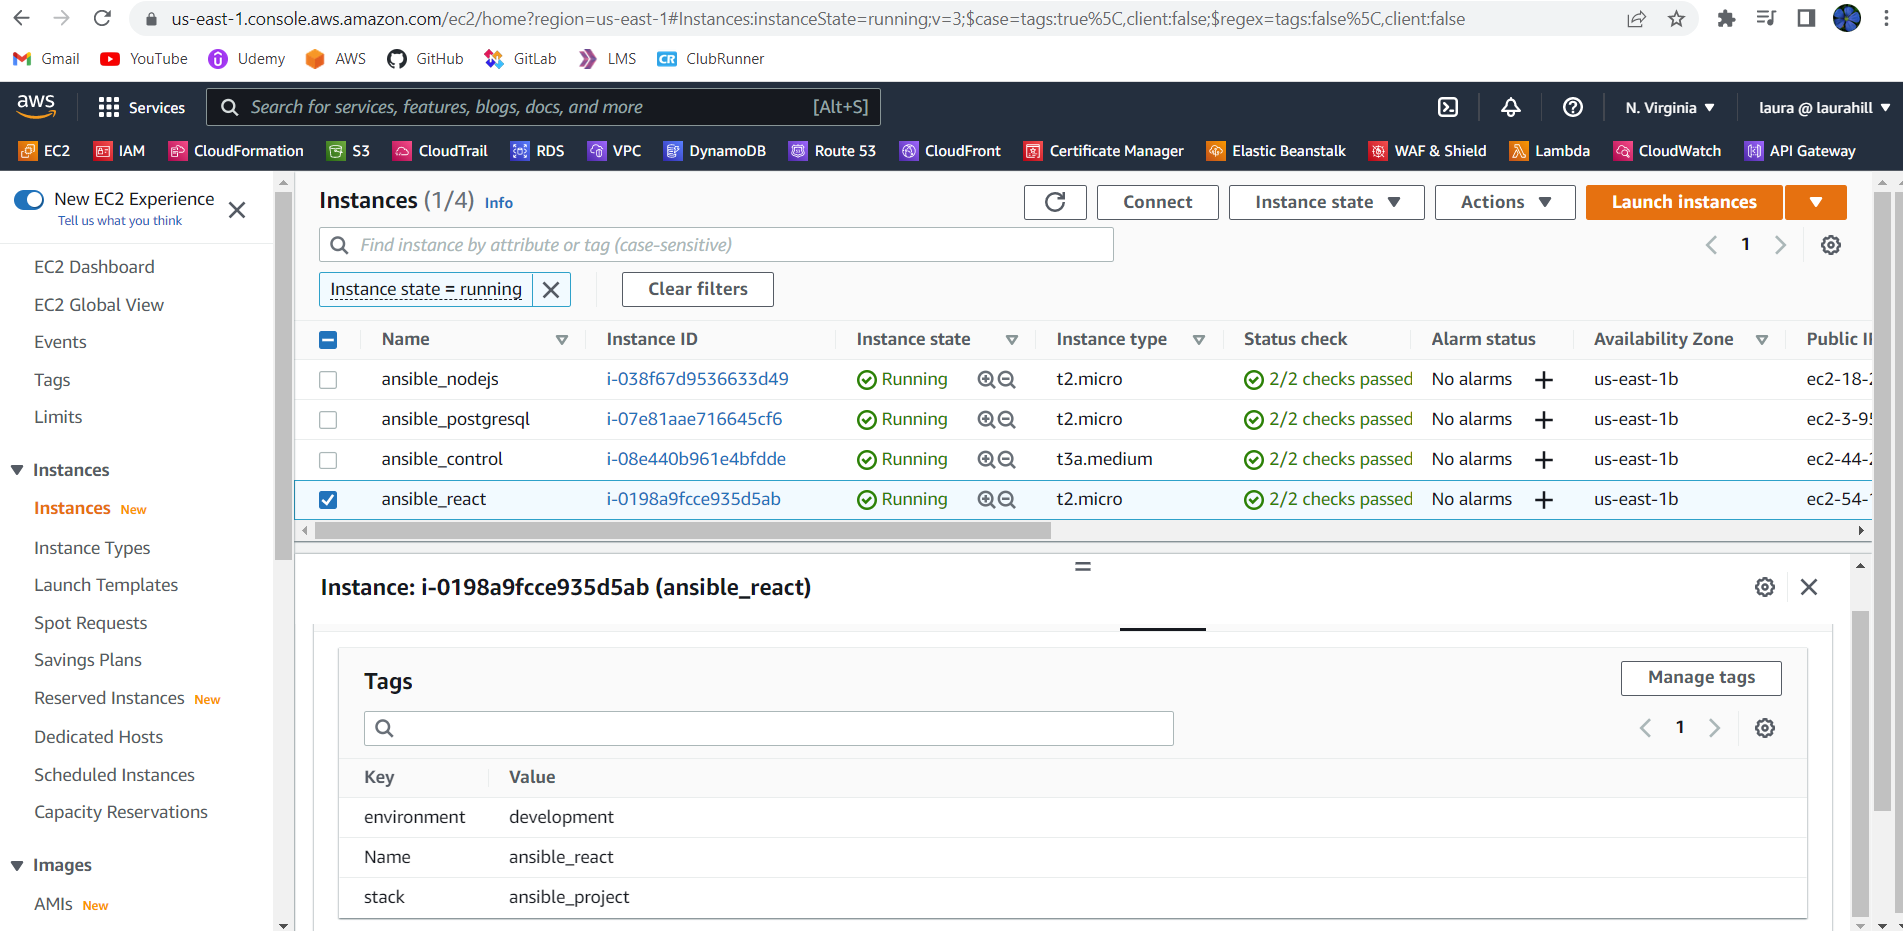 us-east-1.console.aws.amazon.com/ec2/home?region=us-east-1#Instances:instanceState=running;v=3;$case=tags:true%5C,client:false;$regex=tags:false%5C,client:false
Gmail YouTube Udemy AWS GitHub GitLab LMS CR ClubRunner
aws Services Search for services, features, blogs, docs, and more [Alt+S] N. Virginia laura @ laurahill
EC2 IAM CloudFormation S3 CloudTrail RDS VPC DynamoDB Route 53 CloudFront Certificate Manager Elastic Beanstalk WAF & Shield Lambda CloudWatch API Gateway
New EC2 Experience
Tell us what you think
EC2 Dashboard
EC2 Global View
Events
Tags
Limits
Instances
Instances New
Instance Types
Launch Templates
Spot Requests
Savings Plans
Reserved Instances New
Dedicated Hosts
Scheduled Instances
Capacity Reservations
Images
AMIs New
Instances (1/4) Info Connect Instance state Actions Launch instances
Find instance by attribute or tag (case-sensitive) 1
Instance state = running Clear filters
Name Instance ID Instance state Instance type Status check Alarm status Availability Zone Public
ansible_nodejs i-038f67d9536633d49 Running t2.micro 2/2 checks passed No alarms us-east-1b ec2-18-
ansible_postgresql i-07e81aae716645cf6 Running t2.micro 2/2 checks passed No alarms us-east-1b ec2-3-
ansible_control i-08e440b961e4bfdde Running t3a.medium 2/2 checks passed No alarms us-east-1b ec2-44-
ansible_react i-0198a9fcce935d5ab Running t2.micro 2/2 checks passed No alarms us-east-1b ec2-54-
Instance: i-0198a9fcce935d5ab (ansible_react)
Tags Manage tags
1
Key Value
environment development
Name ansible_react
stack ansible_project